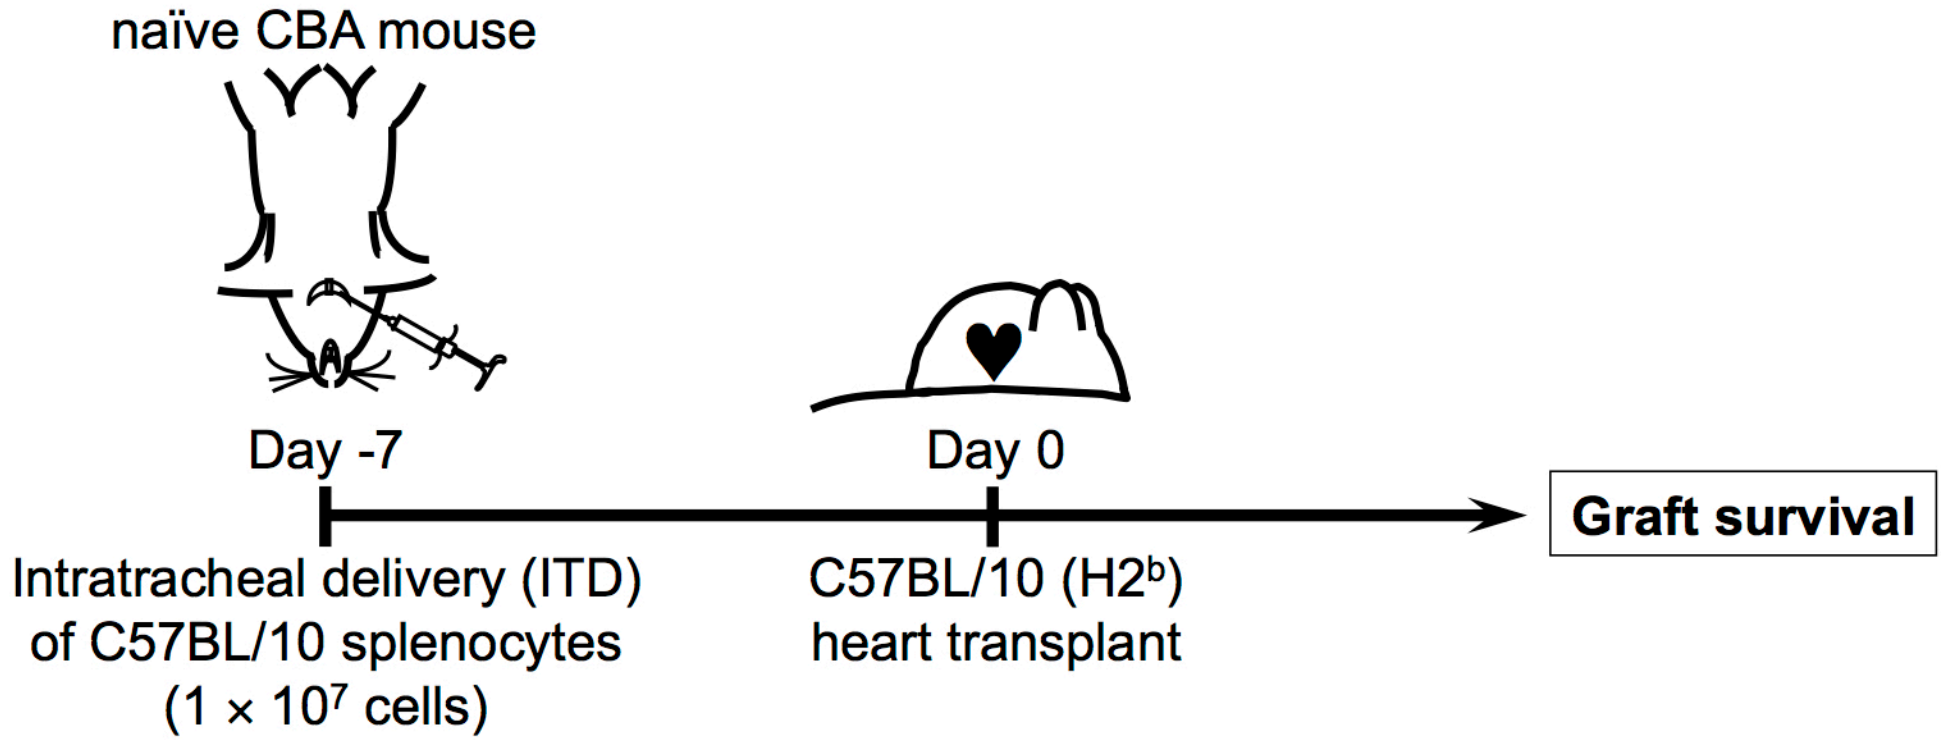 naïve CBA mouse
Day -7
Day 0
Graft survival
Intratracheal delivery (ITD)
of C57BL/10 splenocytes
(1 × 10⁷ cells)
C57BL/10 (H2ᵇ)
heart transplant